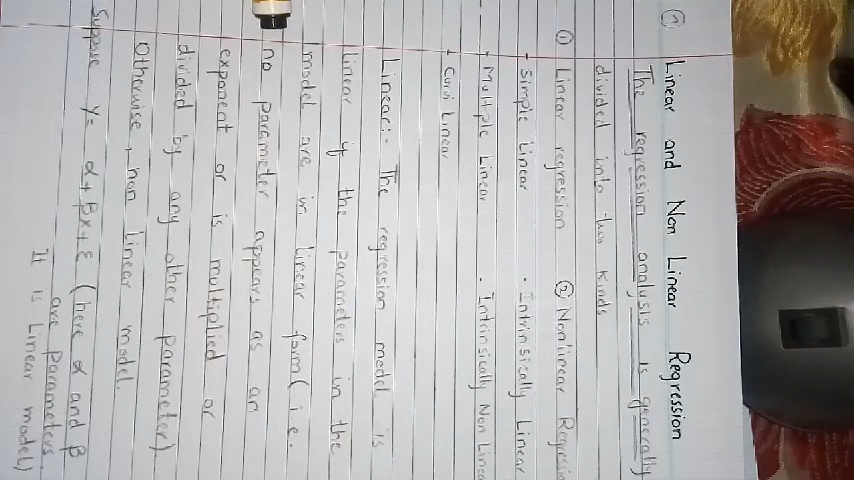 ① Linear and Non Linear Regression
The regression analysis is generally
divided into two kinds
① Linear regression ② Nonlinear Regressio
- Simple Linear · Intrinsically Linear
- Multiple Linear · Intrinsically Non Linea
- Linear
Linear:- The regression model is
linear if the parameters in the
model are in linear form (i.e.
no parameter appears as an
exponent or is multiplied or
divided by any other parameter).
Otherwise, non linear model.
Suppose Y = α + βx + ε (here α and β
are parameters
It is Linear model)